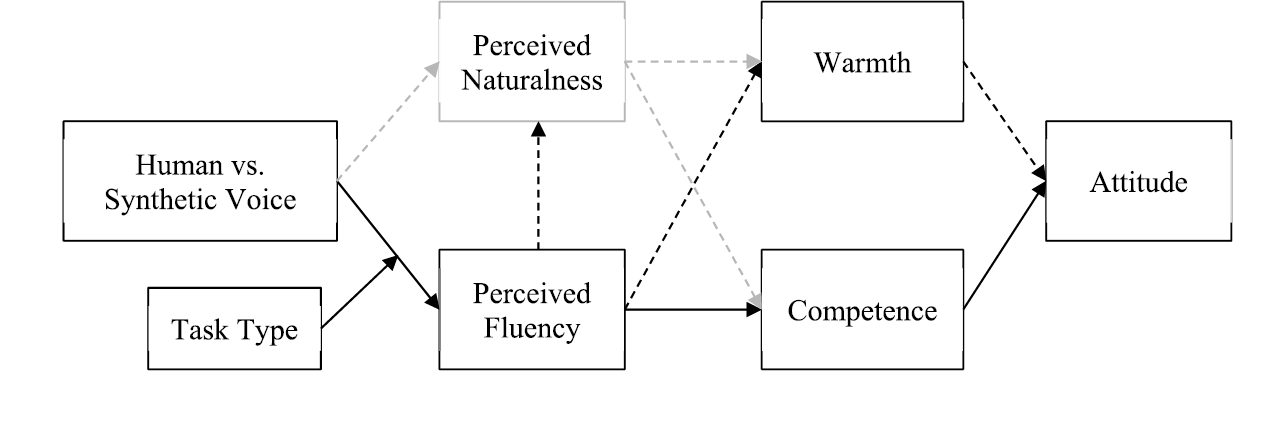 Perceived
Naturalness
Warmth
Human vs.
Synthetic Voice
Attitude
Perceived
Fluency
Competence
Task Type